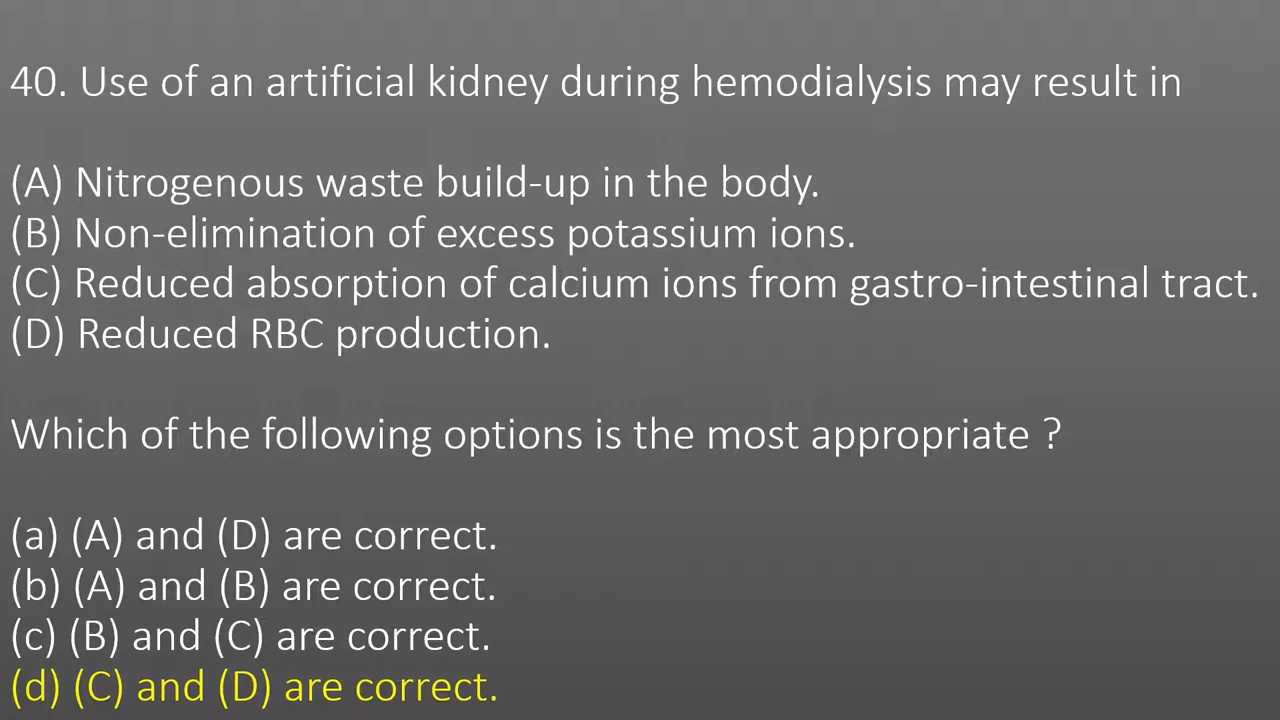 40. Use of an artificial kidney during hemodialysis may result in
(A) Nitrogenous waste build-up in the body.
(B) Non-elimination of excess potassium ions.
(C) Reduced absorption of calcium ions from gastro-intestinal tract.
(D) Reduced RBC production.
Which of the following options is the most appropriate ?
(a) (A) and (D) are correct.
(b) (A) and (B) are correct.
(c) (B) and (C) are correct.
(d) (C) and (D) are correct.